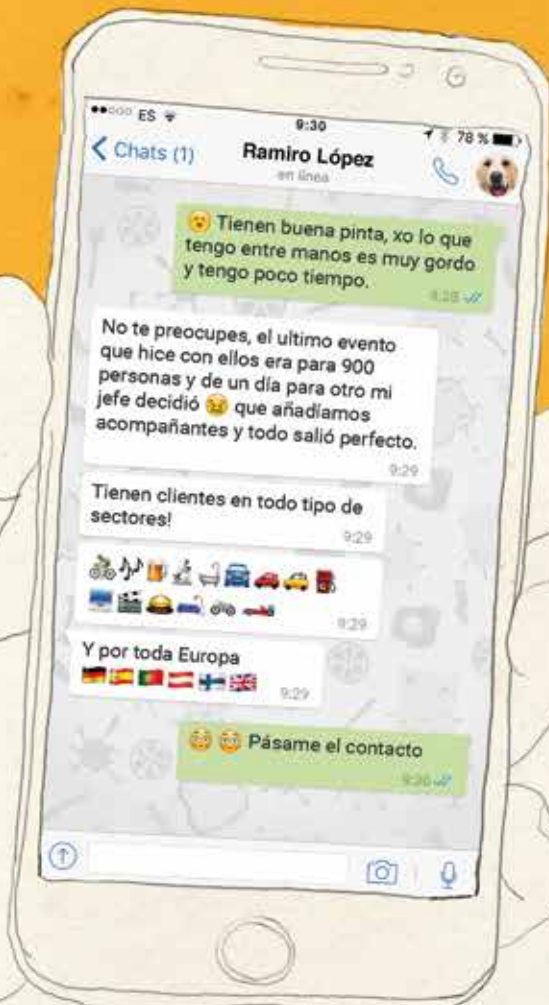 ES
9:30
78 %
Chats (1)
Ramiro López
en línea
😯 Tienen buena pinta, xo lo que
tengo entre manos es muy gordo
y tengo poco tiempo.
9:28
No te preocupes, el ultimo evento
que hice con ellos era para 900
personas y de un día para otro mi
jefe decidió 😖 que añadíamos
acompañantes y todo salió perfecto.
9:29
Tienen clientes en todo tipo de
sectores!
9:29
9:29
Y por toda Europa
🇩🇪🇪🇸🇵🇹🇦🇹🇫🇮🇬🇧
9:29
😳 😳 Pásame el contacto
9:30